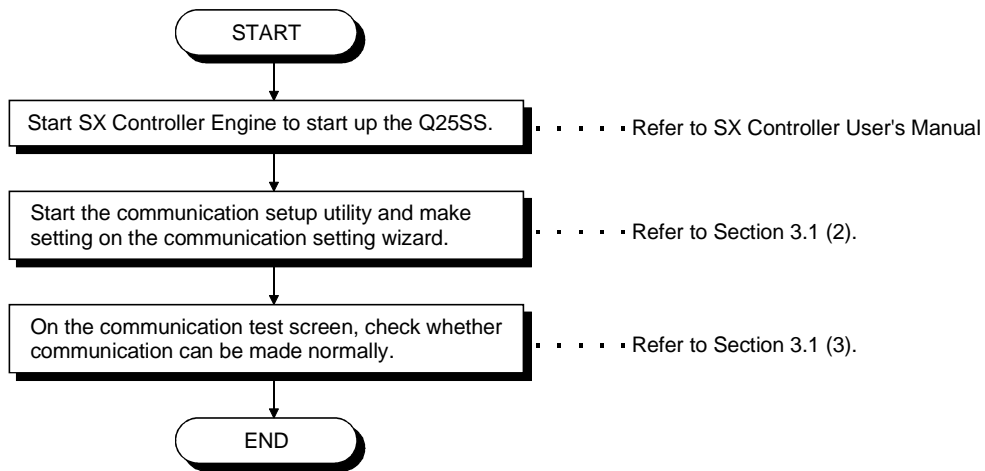 START
Start SX Controller Engine to start up the Q25SS.
Refer to SX Controller User's Manual
Start the communication setup utility and make
setting on the communication setting wizard.
Refer to Section 3.1 (2).
On the communication test screen, check whether
communication can be made normally.
Refer to Section 3.1 (3).
END